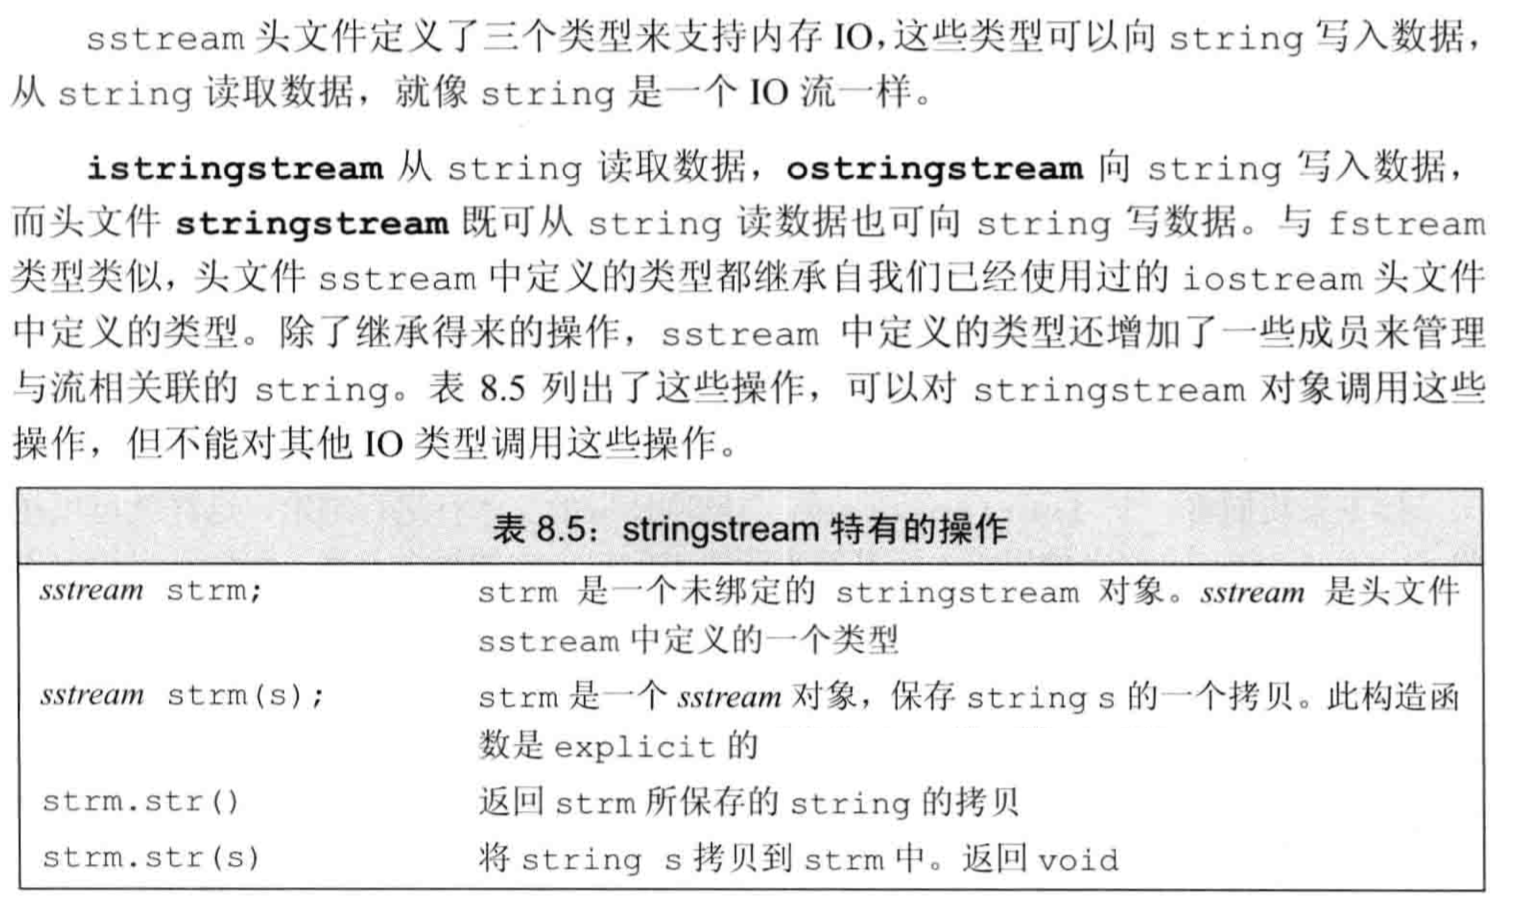 sstream 头文件定义了三个类型来支持内存 IO，这些类型可以向 string 写入数据，
从 string 读取数据，就像 string 是一个 IO 流一样。
istringstream 从 string 读取数据，ostringstream 向 string 写入数据，
而头文件 stringstream 既可从 string 读数据也可向 string 写数据。与 fstream
类型类似，头文件 sstream 中定义的类型都继承自我们已经使用过的 iostream 头文件
中定义的类型。除了继承得来的操作，sstream 中定义的类型还增加了一些成员来管理
与流相关联的 string。表 8.5 列出了这些操作，可以对 stringstream 对象调用这些
操作，但不能对其他 IO 类型调用这些操作。
表 8.5：stringstream 特有的操作
sstream strm; strm 是一个未绑定的 stringstream 对象。sstream 是头文件
sstream 中定义的一个类型
sstream strm(s); strm 是一个 sstream 对象，保存 string s 的一个拷贝。此构造函
数是 explicit 的
strm.str() 返回 strm 所保存的 string 的拷贝
strm.str(s) 将 string s 拷贝到 strm 中。返回 void